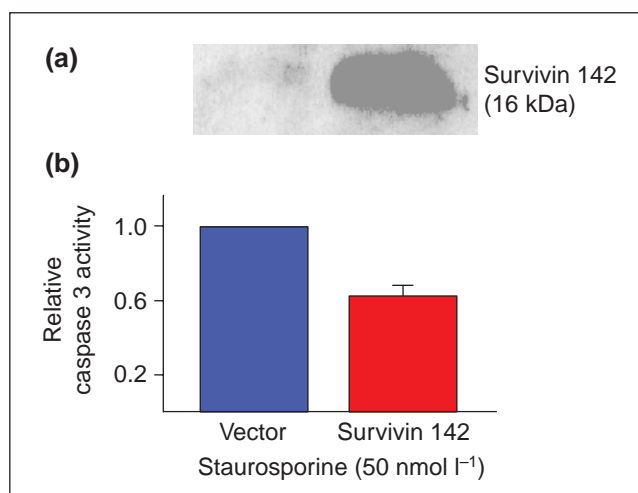 (a)
Survivin 142
(16 kDa)
(b)
Relative
caspase 3 activity
1.0
0.6
0.2
Vector Survivin 142
Staurosporine (50 nmol l⁻¹)